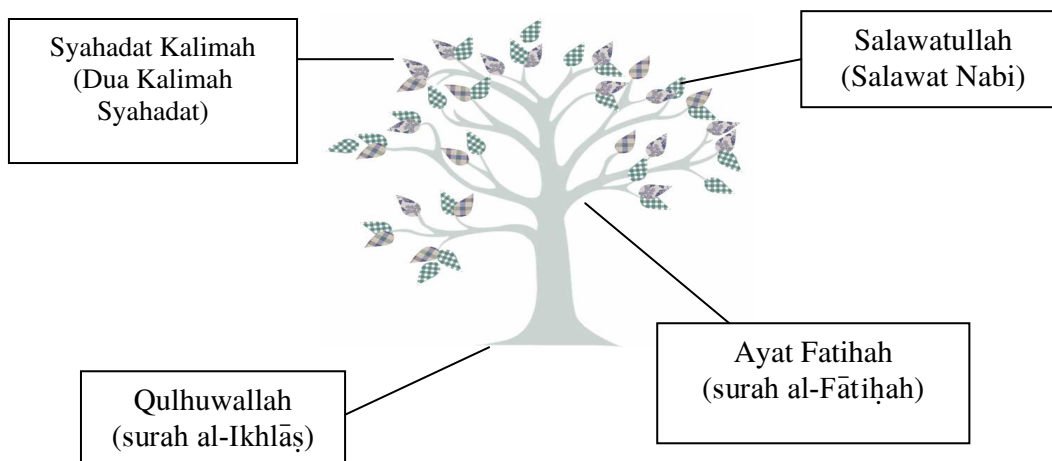 Syahadat Kalimah
(Dua Kalimah
Syahadat)
Salawatullah
(Salawat Nabi)
Ayat Fatihah
(surah al-Fātiḥah)
Qulhuwallah
(surah al-Ikhlāṣ)